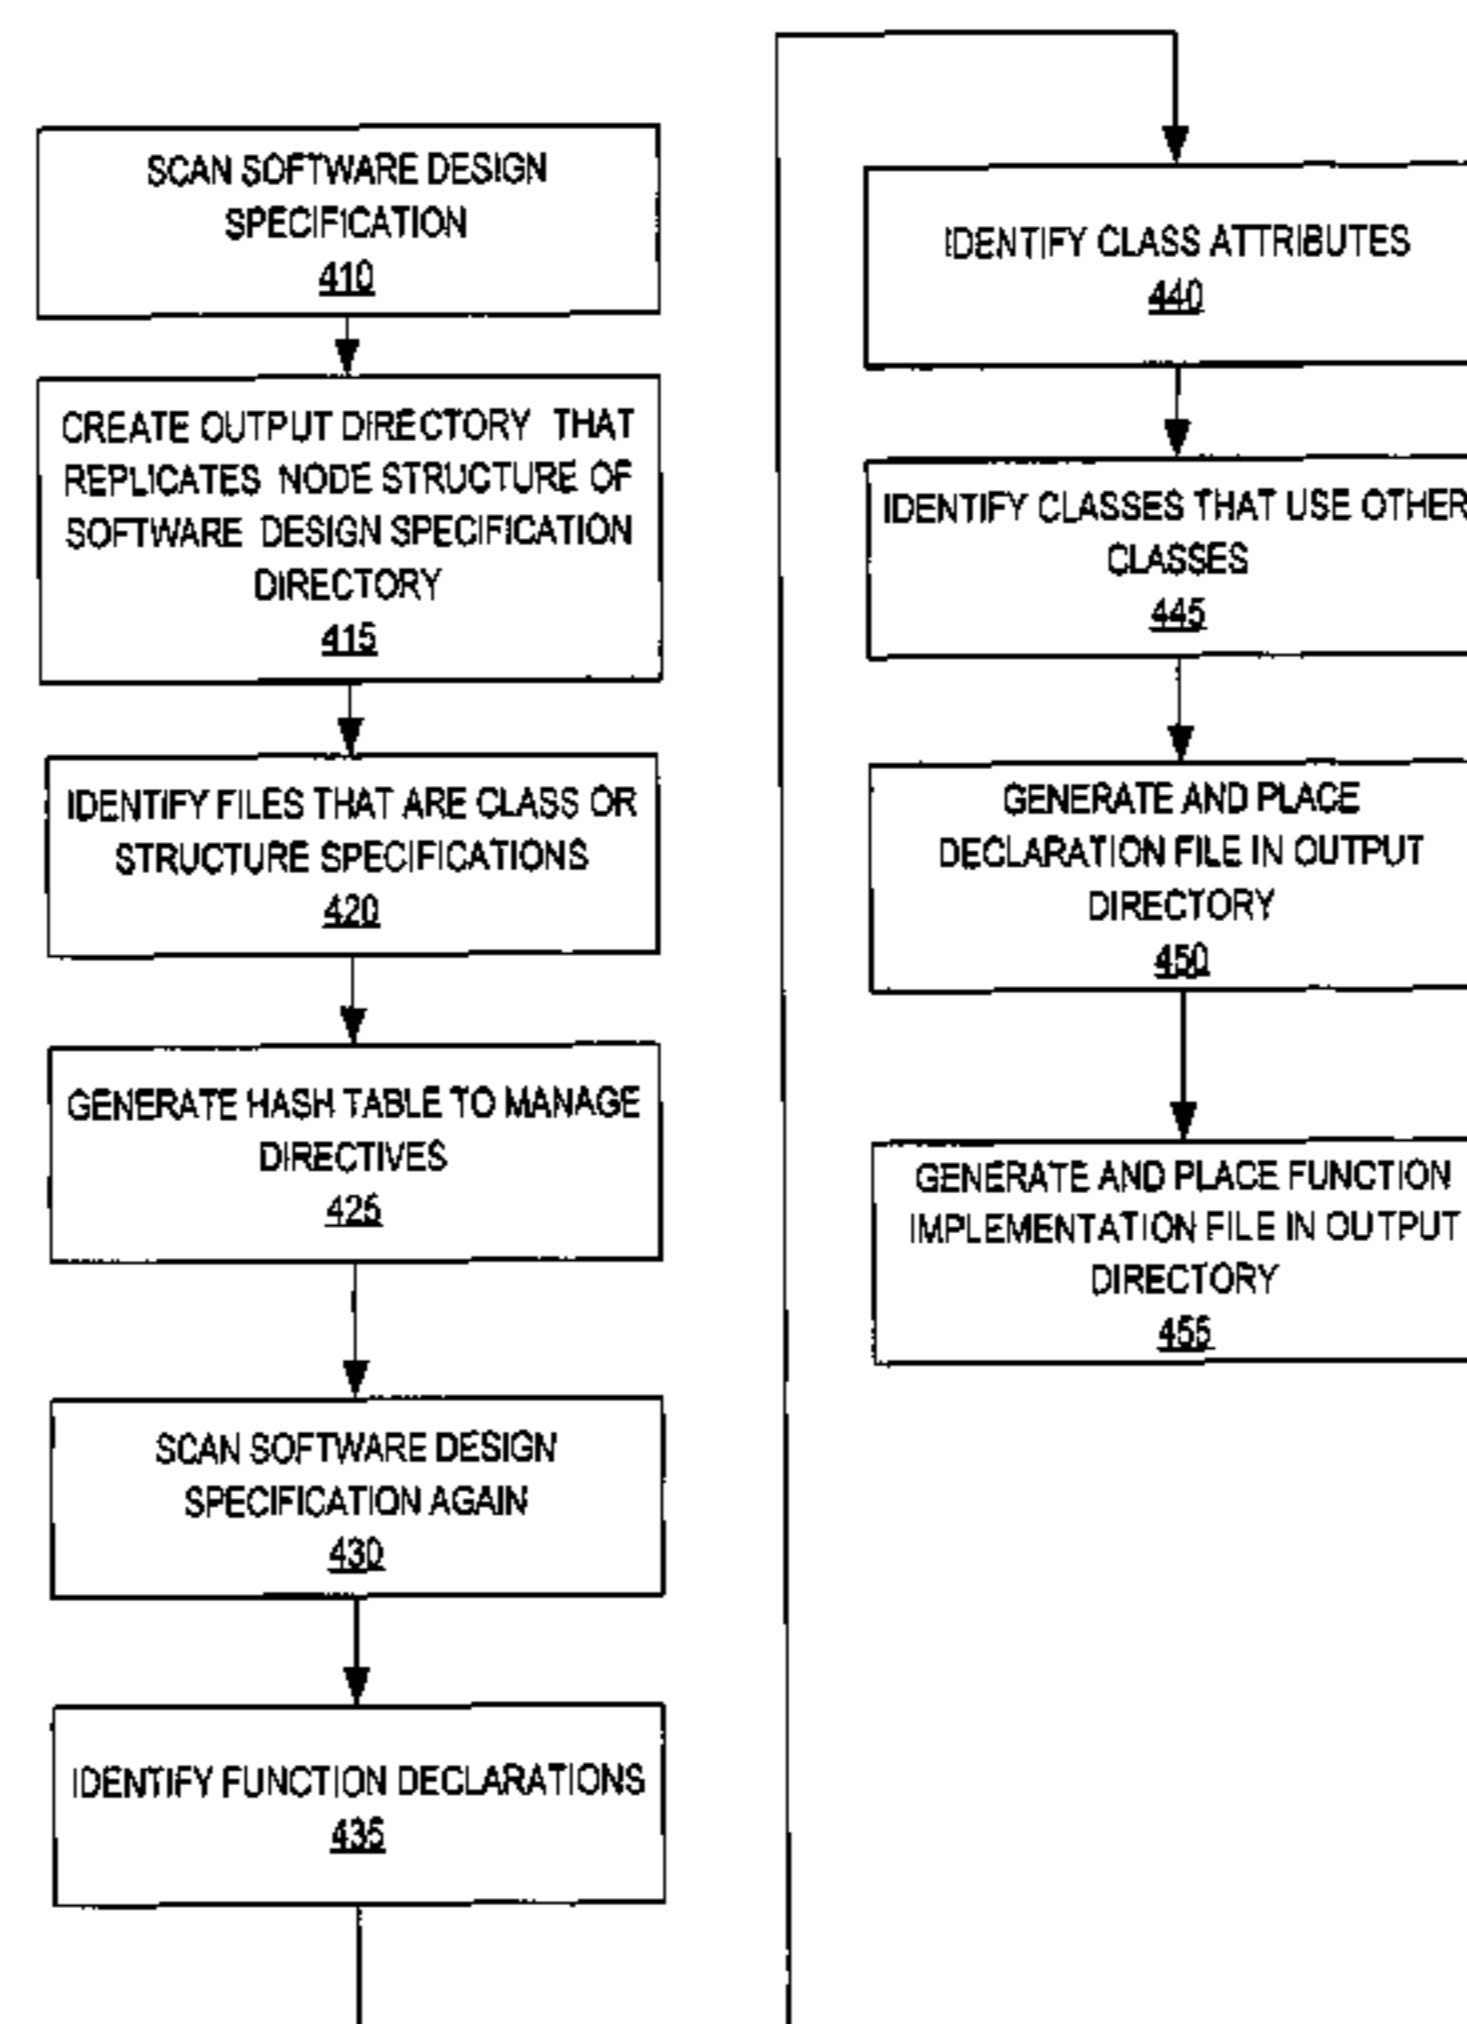 SCAN SOFTWARE DESIGN
SPECIFICATION
410
CREATE OUTPUT DIRECTORY THAT
REPLICATES NODE STRUCTURE OF
SOFTWARE DESIGN SPECIFICATION
DIRECTORY
415
IDENTIFY FILES THAT ARE CLASS OR
STRUCTURE SPECIFICATIONS
420
GENERATE HASH TABLE TO MANAGE
DIRECTIVES
425
SCAN SOFTWARE DESIGN
SPECIFICATION AGAIN
430
IDENTIFY FUNCTION DECLARATIONS
435
IDENTIFY CLASS ATTRIBUTES
440
IDENTIFY CLASSES THAT USE OTHER
CLASSES
445
GENERATE AND PLACE
DECLARATION FILE IN OUTPUT
DIRECTORY
450
GENERATE AND PLACE FUNCTION
IMPLEMENTATION FILE IN OUTPUT
DIRECTORY
455